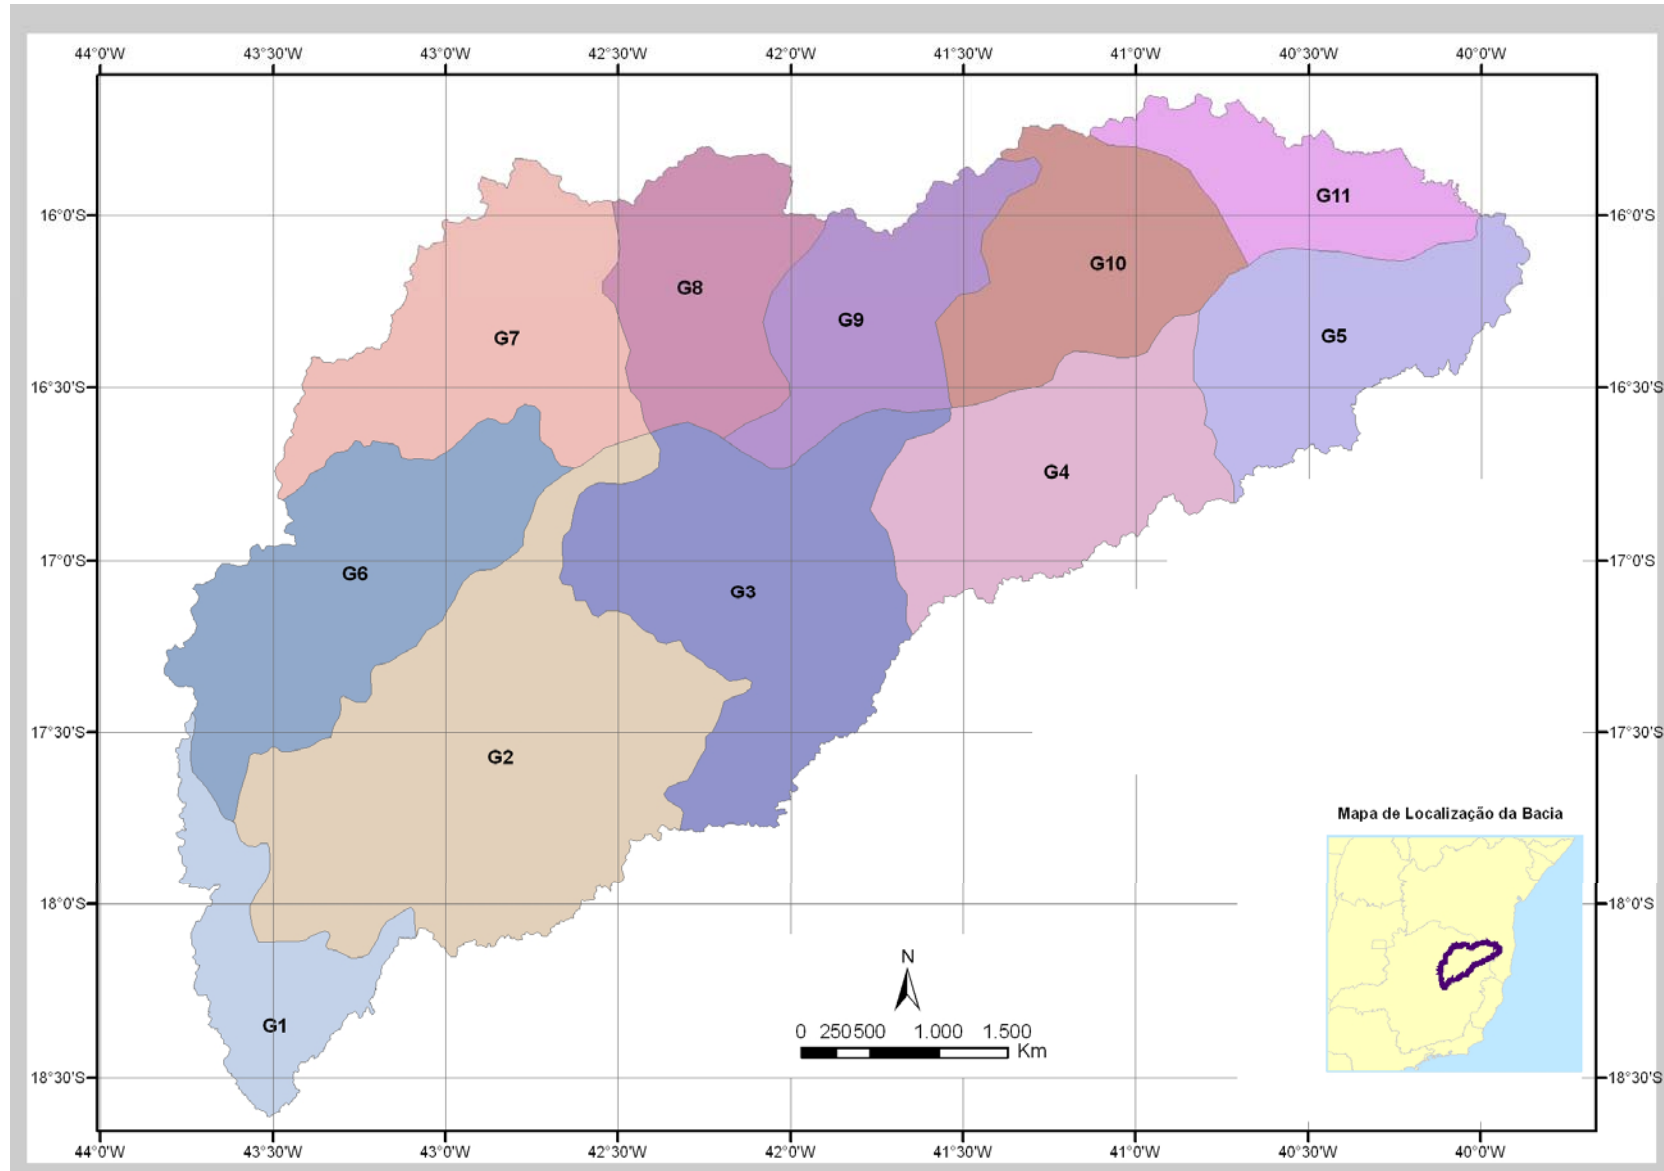 44°0'W 43°30'W 43°0'W 42°30'W 42°0'W 41°30'W 41°0'W 40°30'W 40°0'W
G11
16°0'S 16°0'S
G10
G8
G9
G7 G5
16°30'S 16°30'S
G4
17°0'S 17°0'S
G6
G3
17°30'S 17°30'S
G2
Mapa de Localização da Bacia
18°0'S 18°0'S
N
G1
0 250 500 1.000 1.500
Km
18°30'S 18°30'S
44°0'W 43°30'W 43°0'W 42°30'W 42°0'W 41°30'W 41°0'W 40°30'W 40°0'W